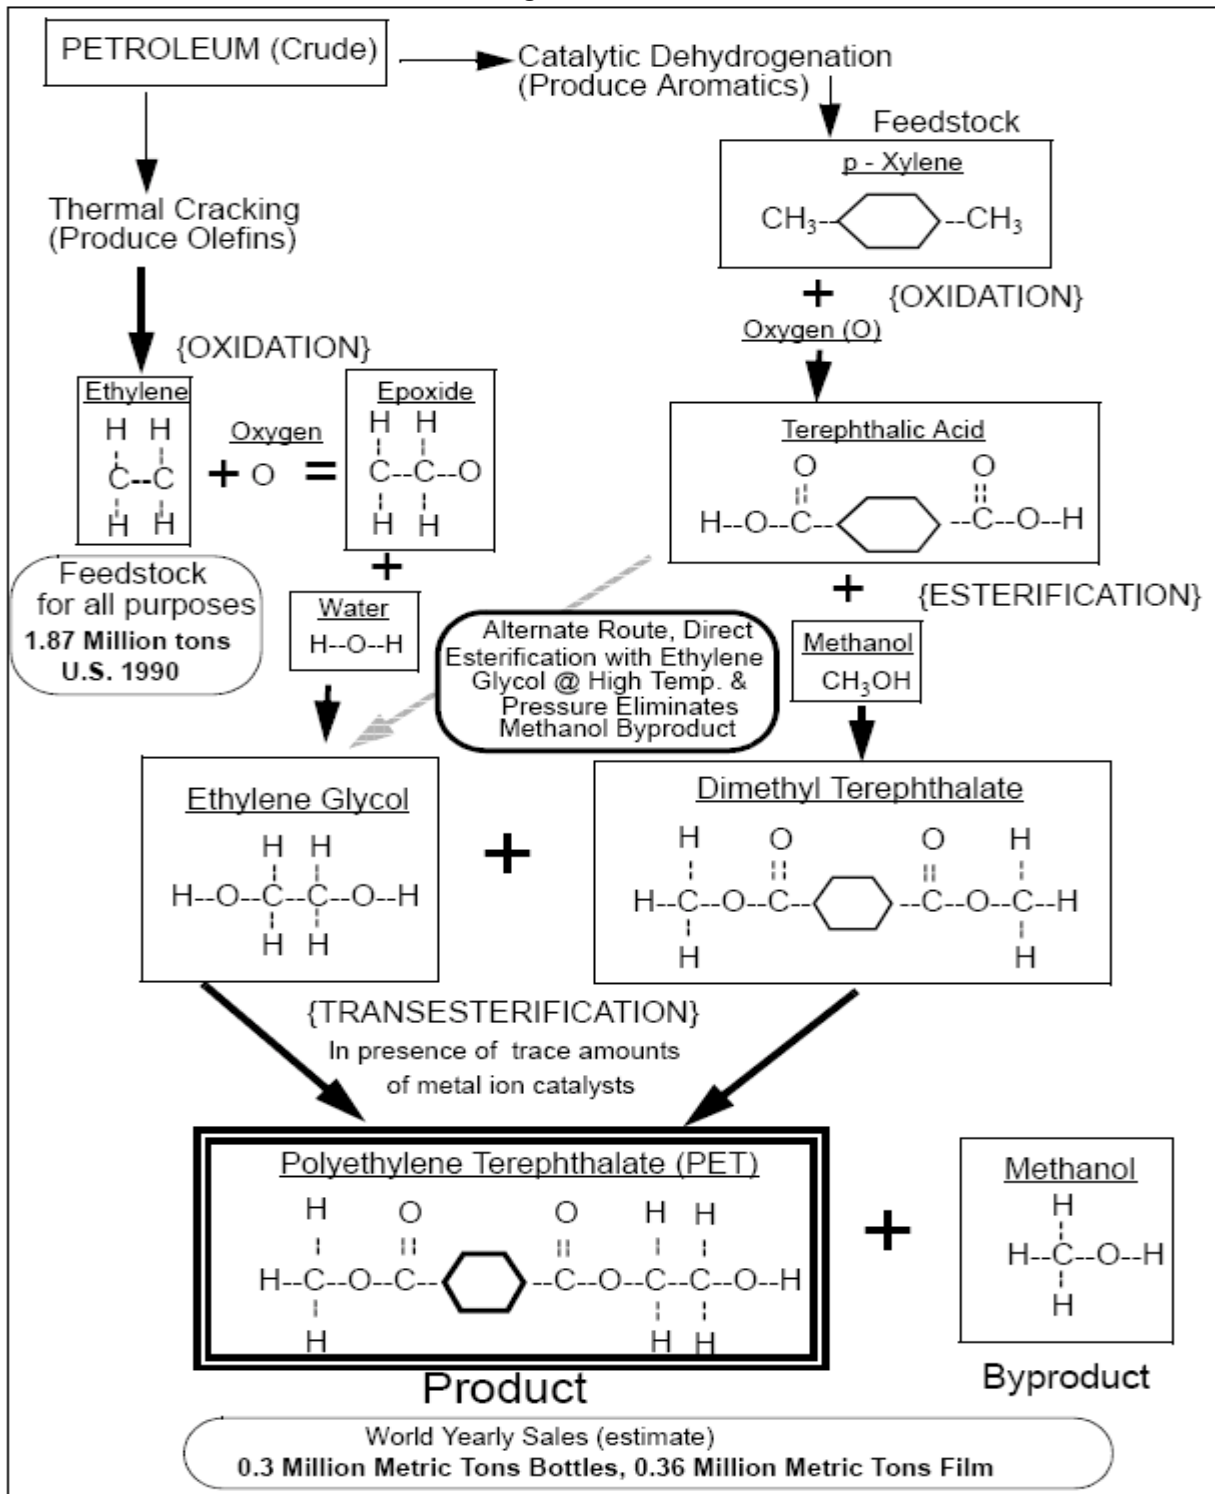 PETROLEUM (Crude)
Catalytic Dehydrogenation
(Produce Aromatics)
Feedstock
p - Xylene
CH3-- --CH3
Thermal Cracking
(Produce Olefins)
+ {OXIDATION}
Oxygen (O)
{OXIDATION}
Ethylene
H H
C--C
H H
+
Oxygen
O
=
Epoxide
H H
C--C--O
H H
Terephthalic Acid
O O
H--O--C-- --C--O--H
Feedstock
for all purposes
1.87 Million tons
U.S. 1990
+
Water
H--O--H
+
{ESTERIFICATION}
Alternate Route, Direct
Esterification with Ethylene
Glycol @ High Temp. &
Pressure Eliminates
Methanol Byproduct
Methanol
CH3OH
Ethylene Glycol
H H
H--O--C--C--O--H
H H
+
Dimethyl Terephthalate
H O O H
H--C--O--C-- --C--O--C--H
H H
{TRANSESTERIFICATION}
In presence of trace amounts
of metal ion catalysts
Polyethylene Terephthalate (PET)
H O O H H
H--C--O--C-- --C--O--C--C--O--H
H H H
Product
+
Methanol
H
H--C--O--H
H
Byproduct
World Yearly Sales (estimate)
0.3 Million Metric Tons Bottles, 0.36 Million Metric Tons Film